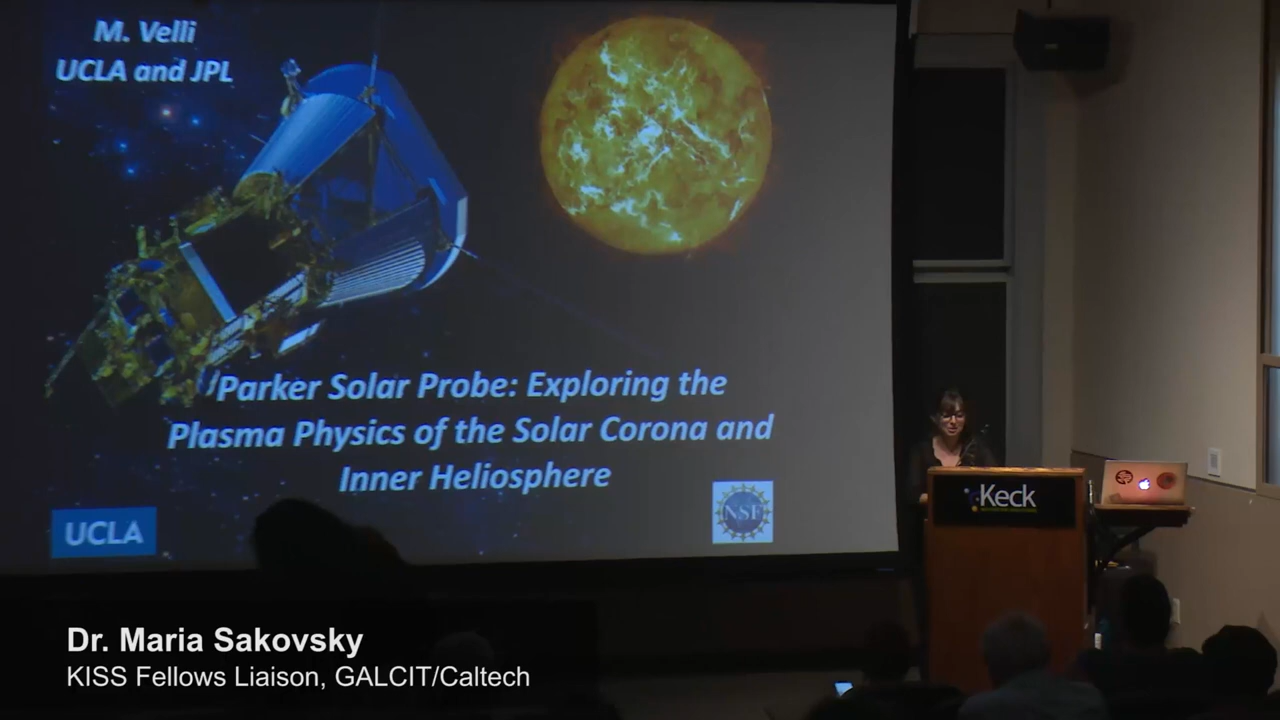 M. Velli
UCLA and JPL
Parker Solar Probe: Exploring the
Plasma Physics of the Solar Corona and
Inner Heliosphere
UCLA
NSF
Keck
Dr. Maria Sakovsky
KISS Fellows Liaison, GALCIT/Caltech